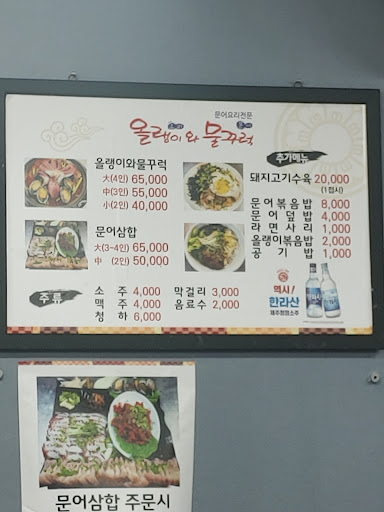 문어요리전문
올랭이와 물꾸럭
올랭이와물꾸럭
大(4인) 65,000
中(3인) 55,000
小(2인) 40,000
문어삼합
大(3~4인) 65,000
中 (2인) 50,000
추가메뉴
돼지고기수육 20,000
(1접시)
문어볶음밥 8,000
문어덮밥 4,000
라면사리 1,000
올랭이볶음밥 2,000
공기밥 1,000
주류
소주 4,000
맥주 4,000
청하 6,000
막걸리 3,000
음료수 2,000
역시!
한라산
제주청정소주
문어삼합 주문시